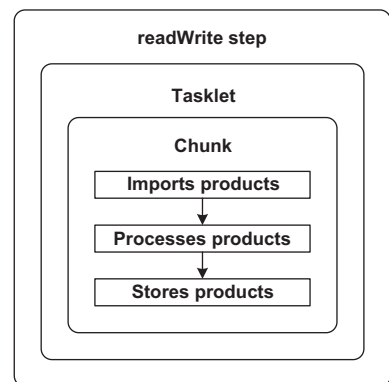 readWrite step
Tasklet
Chunk
Imports products
Processes products
Stores products